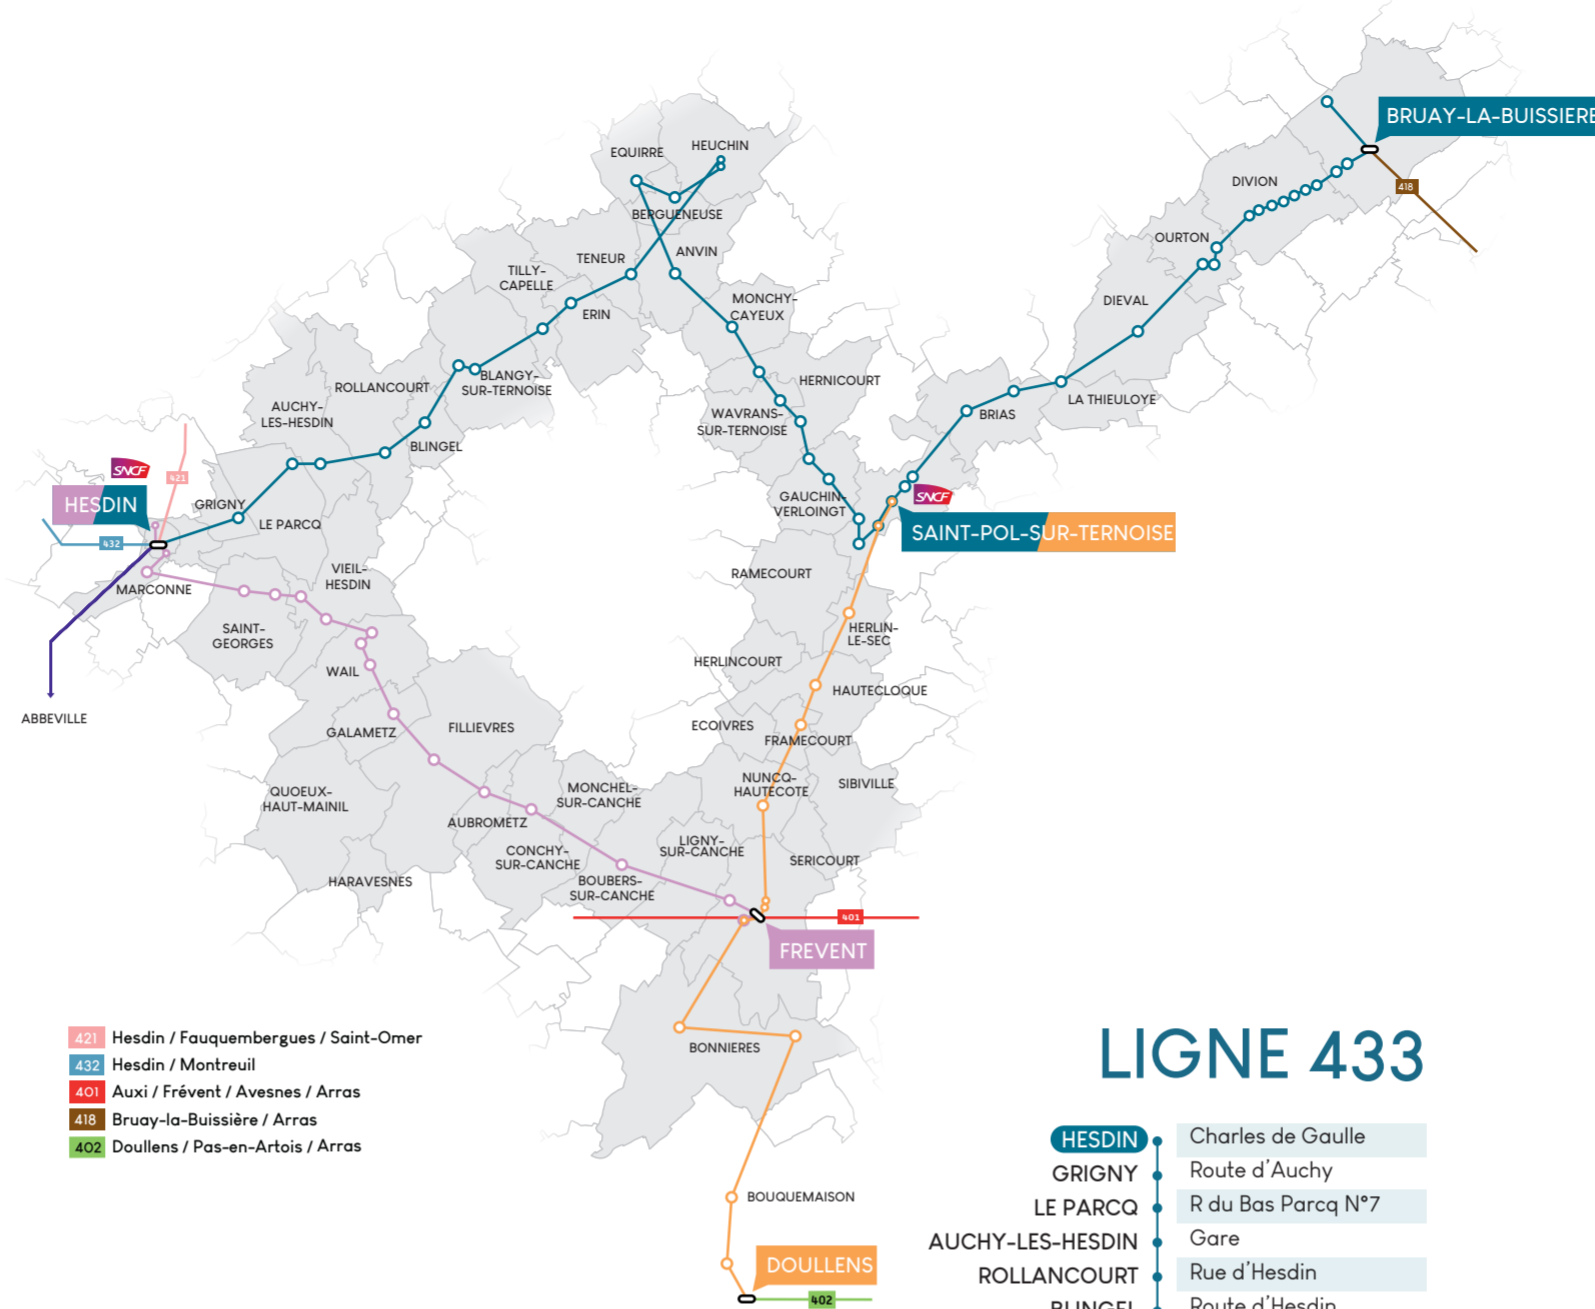 BRUAY-LA-BUISSIERE
HEUCHIN
EQUIRRE
DIVION
418
BERGUENEUSE
OURTON
ANVIN
TENEUR
TILLY-
CAPELLE
MONCHY-
CAYEUX
DIEVAL
ERIN
HERNICOURT
BLANGY-
SUR-TERNOISE
ROLLANCOURT
LA THIEULOYE
AUCHY-
LES-HESDIN
WAVRANS-
SUR-TERNOISE
BRIAS
BLINGEL
SNCF
421
HESDIN
GRIGNY
LE PARCQ
GAUCHIN-
VERLOINGT
SNCF
SAINT-POL-SUR-TERNOISE
432
VIEIL-
HESDIN
RAMECOURT
MARCONNE
SAINT-
GEORGES
HERLIN-
LE-SEC
WAIL
HERLINCOURT
HAUTECLOQUE
ABBEVILLE
GALAMETZ
FILLIEVRES
ECOIVRES
FRAMECOURT
NUNCQ-
HAUTECOTE
SIBIVILLE
QUOEUX-
HAUT-MAINIL
MONCHEL-
SUR-CANCHE
AUBROMETZ
LIGNY-
SUR-CANCHE
CONCHY-
SUR-CANCHE
SERICOURT
HARAVESNES
BOUBERS-
SUR-CANCHE
401
FREVENT
BONNIERES
421 Hesdin / Fauquembergues / Saint-Omer
432 Hesdin / Montreuil
401 Auxi / Frévent / Avesnes / Arras
418 Bruay-la-Buissière / Arras
402 Doullens / Pas-en-Artois / Arras
BOUQUEMAISON
DOULLENS
402
LIGNE 433
HESDIN Charles de Gaulle
GRIGNY Route d'Auchy
LE PARCQ R du Bas Parcq N°7
AUCHY-LES-HESDIN Gare
ROLLANCOURT Rue d'Hesdin
BLINGEL Route d'Hesdin